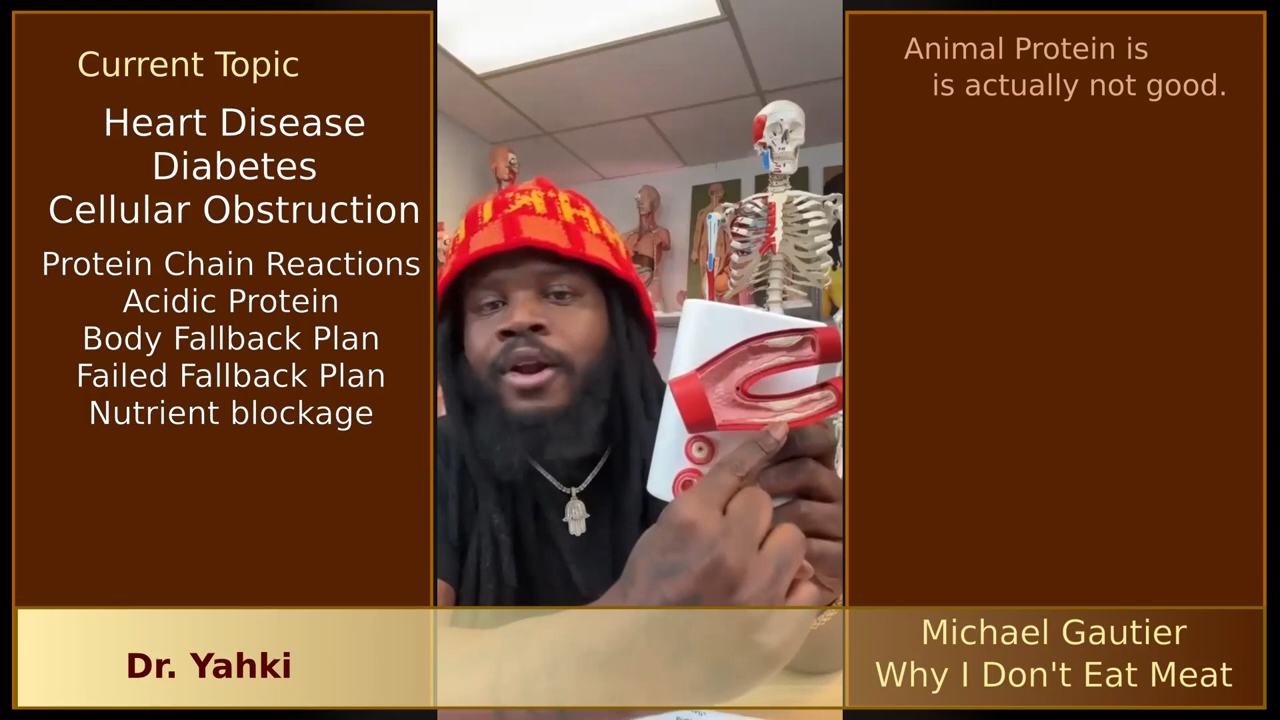 Current Topic
Heart Disease
Diabetes
Cellular Obstruction
Protein Chain Reactions
Acidic Protein
Body Fallback Plan
Failed Fallback Plan
Nutrient blockage
Dr. Yahki
Animal Protein is
is actually not good.
Michael Gautier
Why I Don't Eat Meat